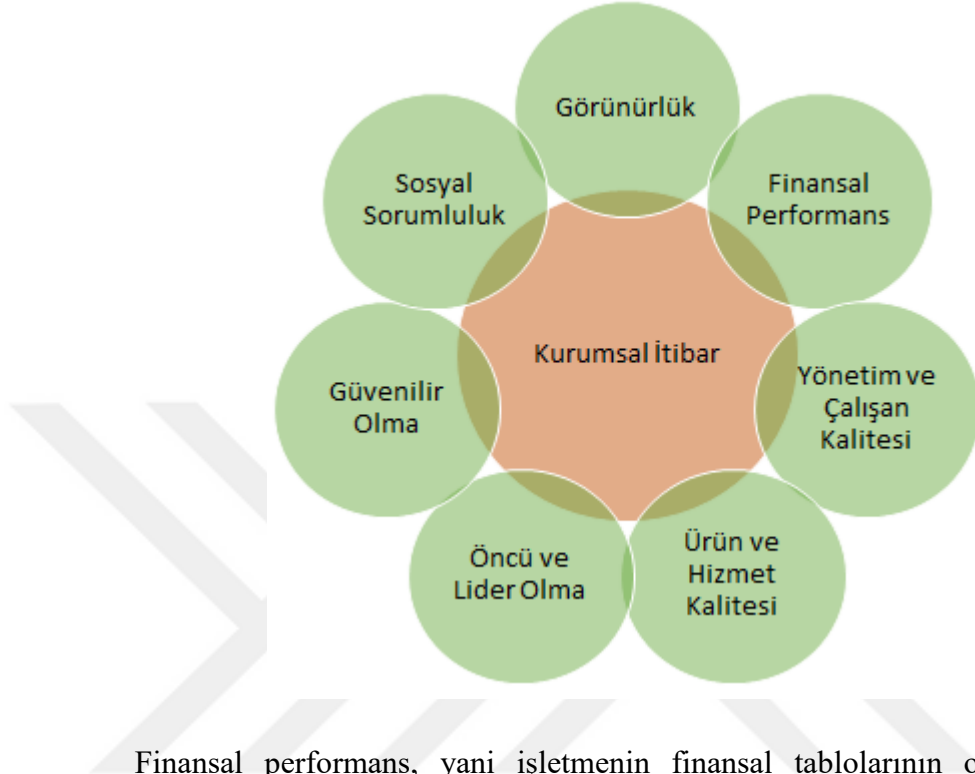 Görünürlük
Finansal
Performans
Yönetim ve
Çalışan
Kalitesi
Ürün ve
Hizmet
Kalitesi
Öncü ve
Lider Olma
Güvenilir
Olma
Sosyal
Sorumluluk
Kurumsal İtibar
Finansal performans, yani işletmenin finansal tablolarının